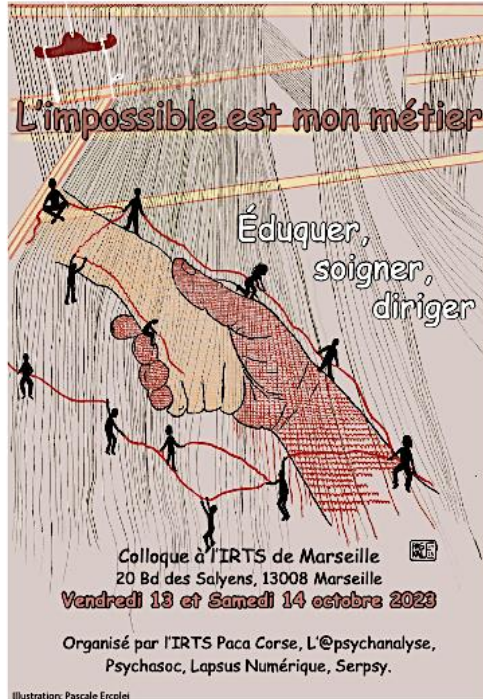 L'impossible est mon métier
Éduquer,
soigner,
diriger
Colloque à l'IRTS de Marseille
20 Bd des Salyens, 13008 Marseille
Vendredi 13 et Samedi 14 octobre 2023
Organisé par l'IRTS Paca Corse, L'@psychanalyse,
Psychasoc, Lapsus Numérique, Serpsy.
Illustration: Pascale Ercolei